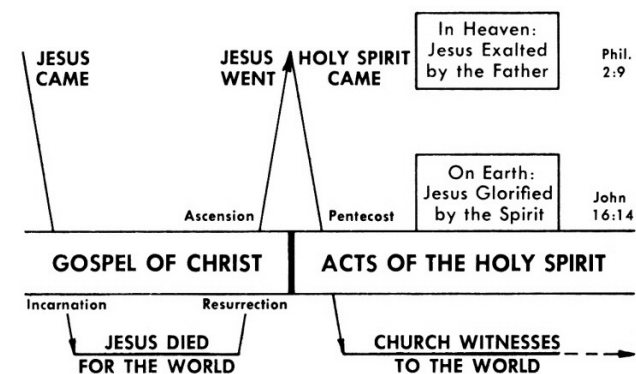 JESUS
CAME
JESUS
WENT
HOLY SPIRIT
CAME
In Heaven:
Jesus Exalted
by the Father
Phil.
2:9
On Earth:
Jesus Glorified
by the Spirit
John
16:14
Ascension
Pentecost
GOSPEL OF CHRIST
ACTS OF THE HOLY SPIRIT
Incarnation
Resurrection
JESUS DIED
FOR THE WORLD
CHURCH WITNESSES
TO THE WORLD